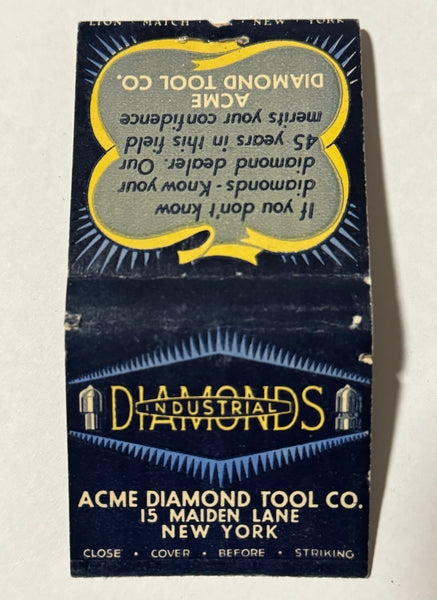 LION MATCH · NEW YORK
If you don't know
diamonds - Know your
diamond dealer. Our
45 years in this field
merits your confidence
ACME
DIAMOND TOOL CO.
DIAMONDS
INDUSTRIAL
ACME DIAMOND TOOL CO.
15 MAIDEN LANE
NEW YORK
CLOSE · COVER · BEFORE · STRIKING